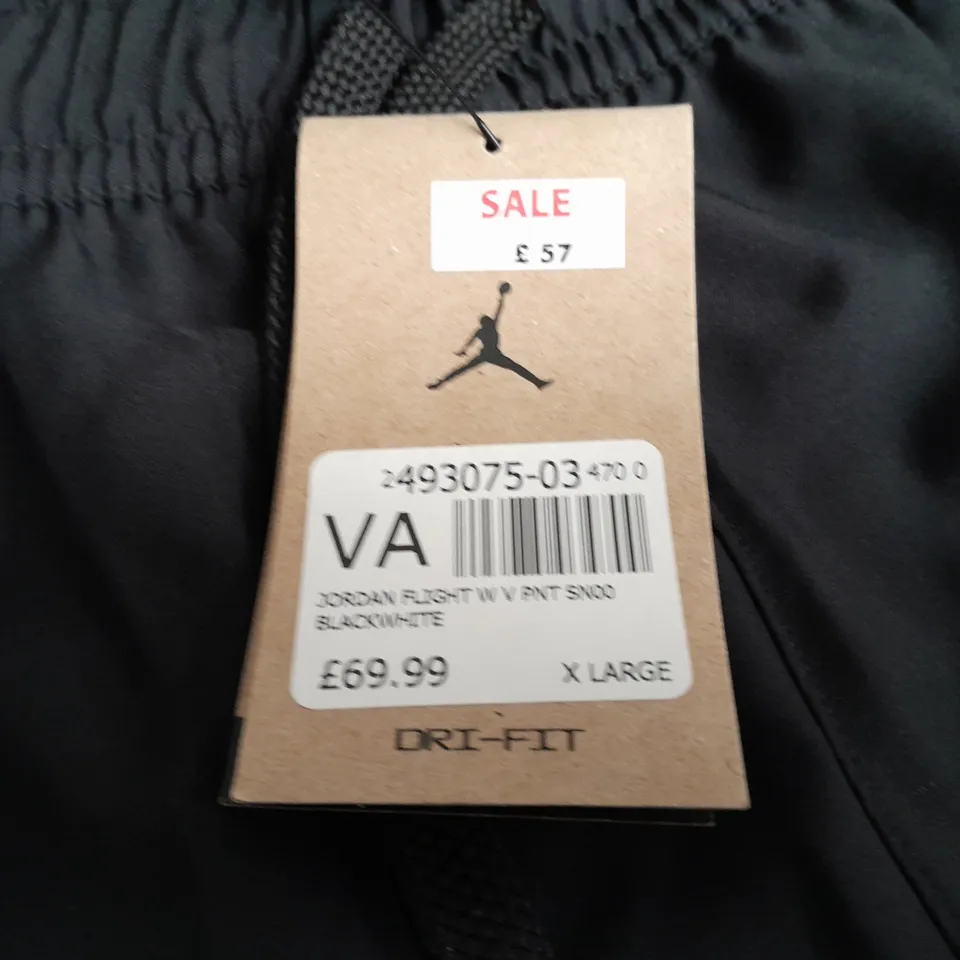 SALE
£ 57
2493075-03 470 0
VA
JORDAN FLIGHT W V PNT SN00
BLACKWHITE
£69.99 X LARGE
DRI-FIT